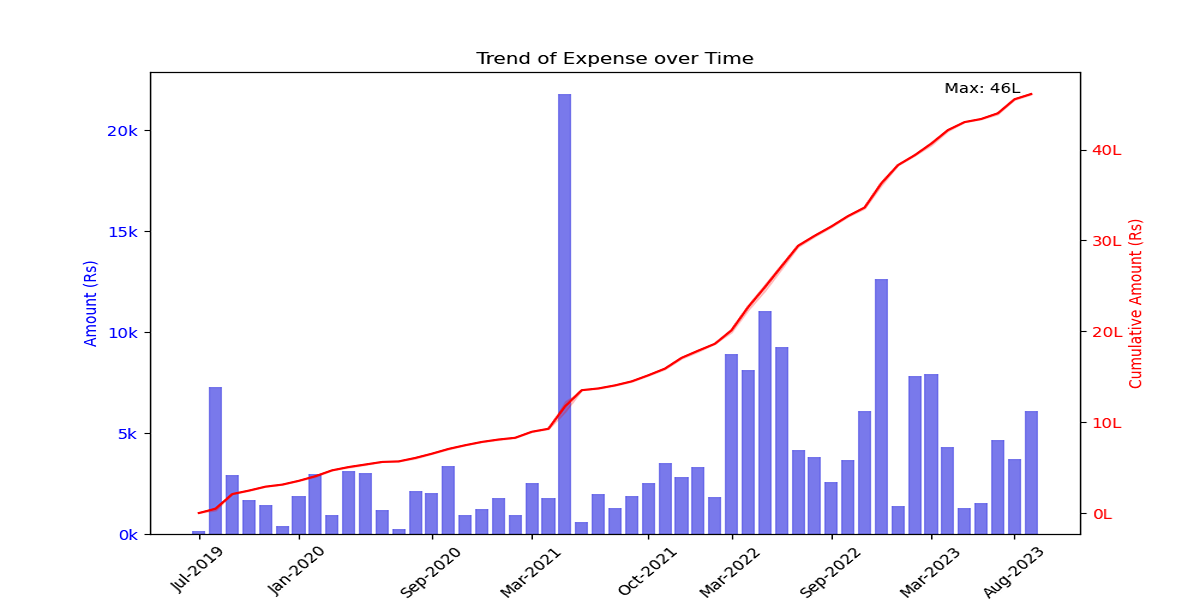 Trend of Expense over Time
Max: 46L
20k
15k
10k
5k
0k
Amount (Rs)
40L
30L
20L
10L
0L
Cumulative Amount (Rs)
Jul-2019
Jan-2020
Sep-2020
Mar-2021
Oct-2021
Mar-2022
Sep-2022
Mar-2023
Aug-2023